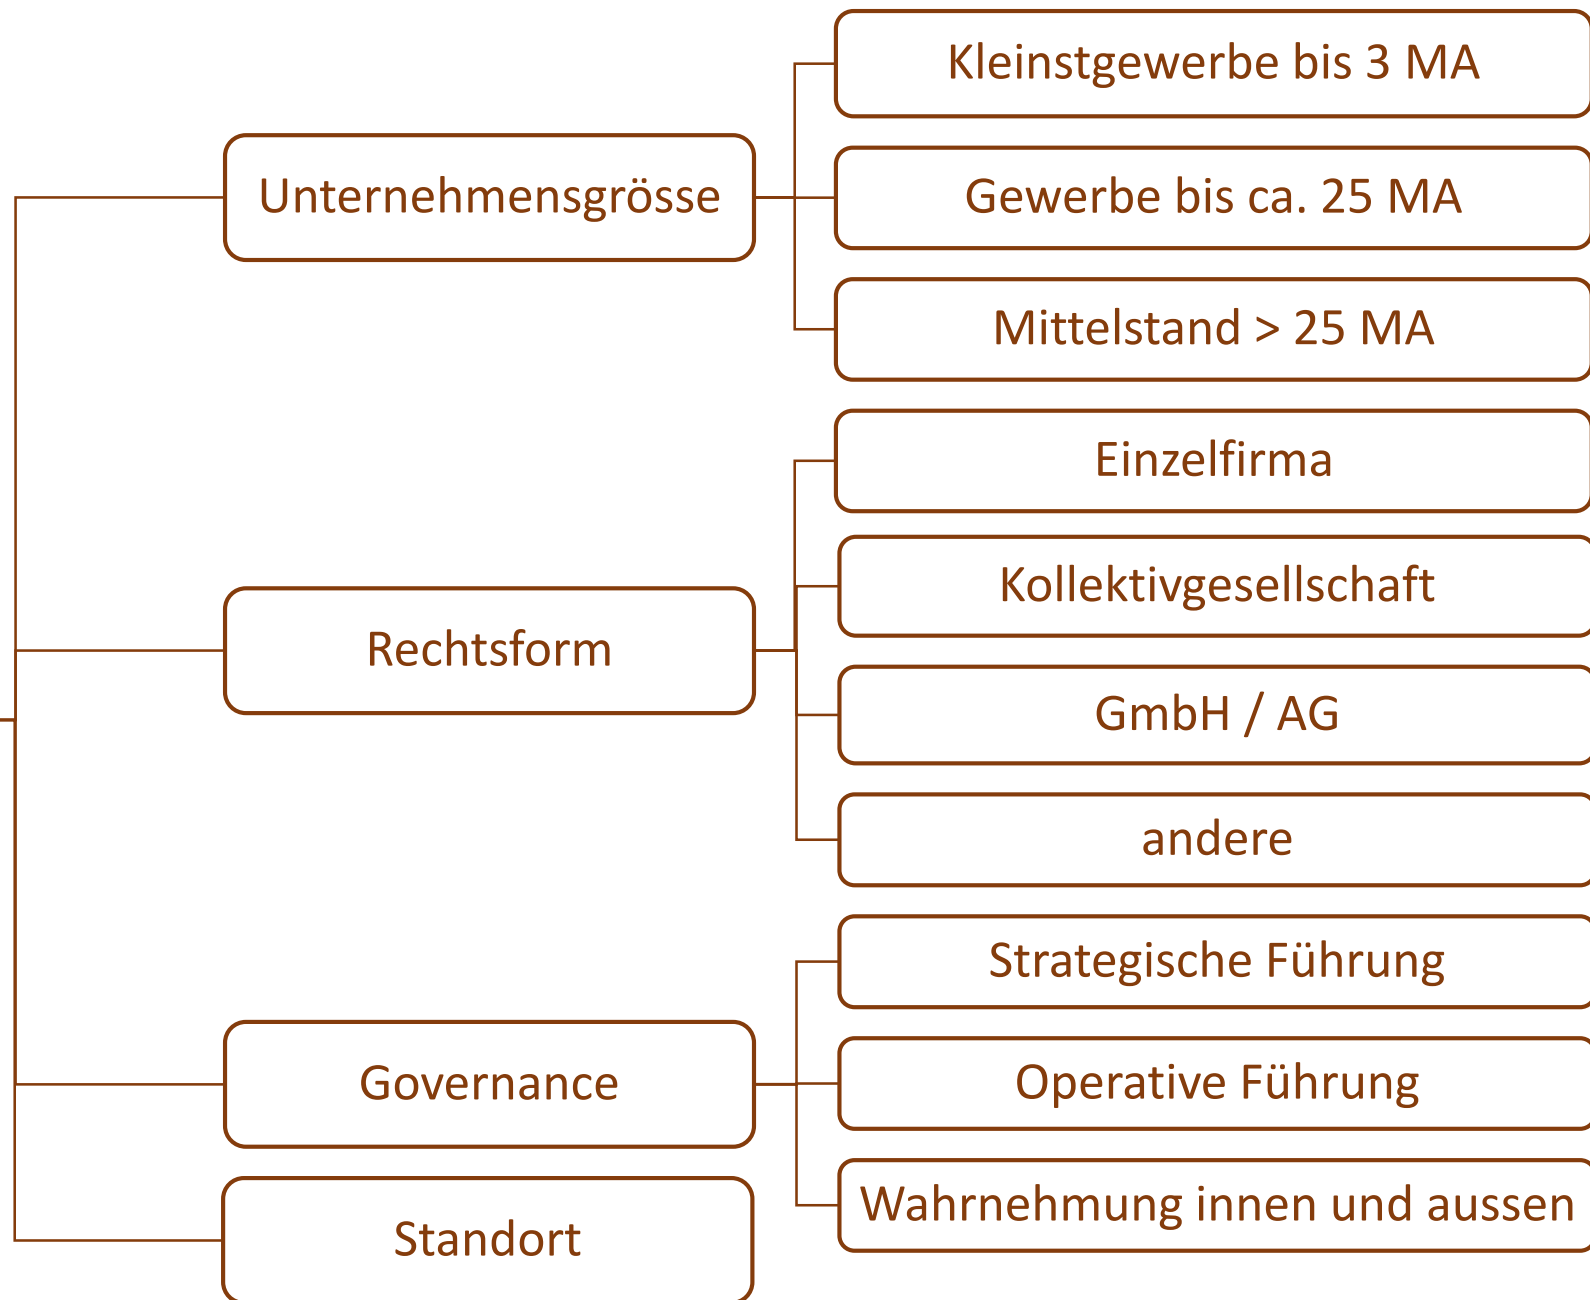 Unternehmensgrösse
Kleinstgewerbe bis 3 MA
Gewerbe bis ca. 25 MA
Mittelstand > 25 MA
Rechtsform
Einzelfirma
Kollektivgesellschaft
GmbH / AG
andere
Governance
Strategische Führung
Operative Führung
Wahrnehmung innen und aussen
Standort